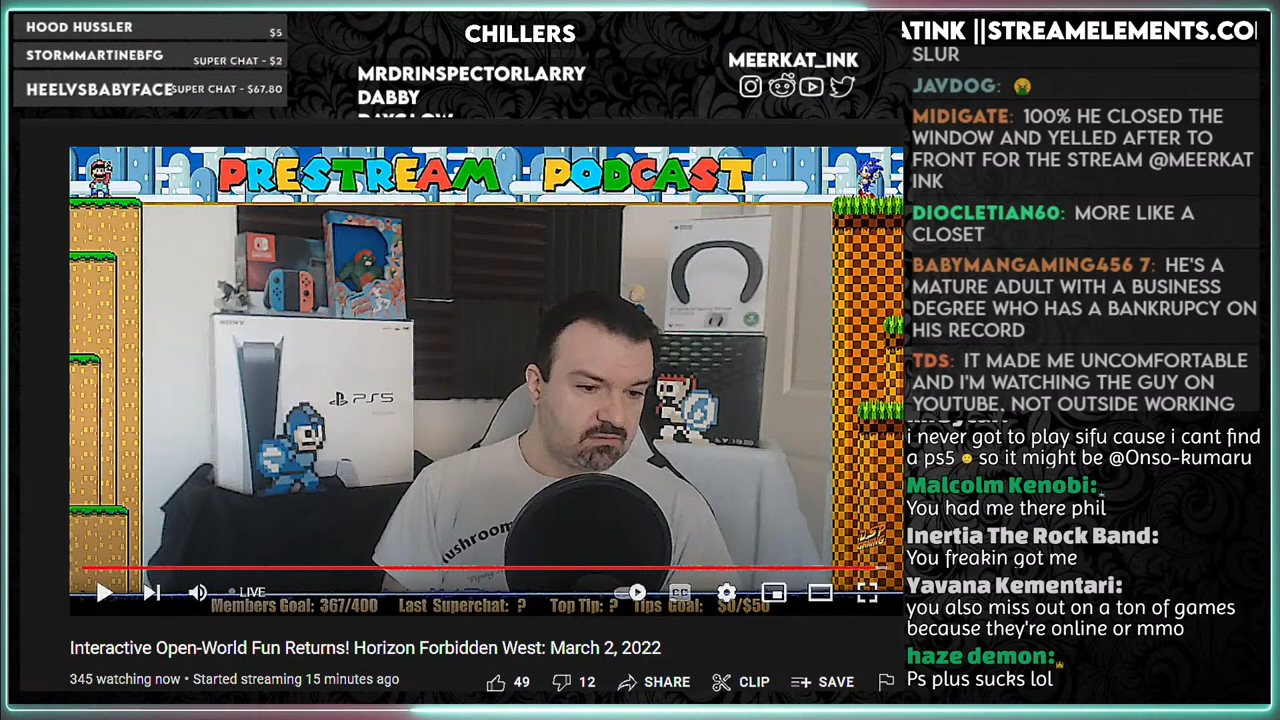 HOOD HUSSLER
$5
STORMMARTINEBFG
SUPER CHAT - $2
HEELVSBABYFACE
SUPER CHAT - $67.80
CHILLERS
MRDRINSPECTORLARRY
DABBY
MEERKAT_INK
ATINK ||STREAMELEMENTS.CO
SLUR
JAVDOG:
MIDIGATE: 100% HE CLOSED THE
WINDOW AND YELLED AFTER TO
FRONT FOR THE STREAM @MEERKAT
INK
DIOCLETIAN60: MORE LIKE A
CLOSET
BABYMANGAMING456 7: HE'S A
MATURE ADULT WITH A BUSINESS
DEGREE WHO HAS A BANKRUPCY ON
HIS RECORD
TDS: IT MADE ME UNCOMFORTABLE
AND I'M WATCHING THE GUY ON
YOUTUBE, NOT OUTSIDE WORKING
i never got to play sifu cause i cant find
a ps5 so it might be @Onso-kumaru
Malcolm Kenobi:
You had me there phil
Inertia The Rock Band:
You freakin got me
Yavana Kementari:
you also miss out on a ton of games
because they're online or mmo
haze demon:
Ps plus sucks lol
PRESTREAM PODCAST
SONY
PS5
mushroom
DSP
GAMING
LIVE
CC
Members Goal: 367/400 Last Superchat: ? Top Tip: ? Tips Goal: $0/$50
Interactive Open-World Fun Returns! Horizon Forbidden West: March 2, 2022
345 watching now • Started streaming 15 minutes ago
49
12
SHARE
CLIP
SAVE